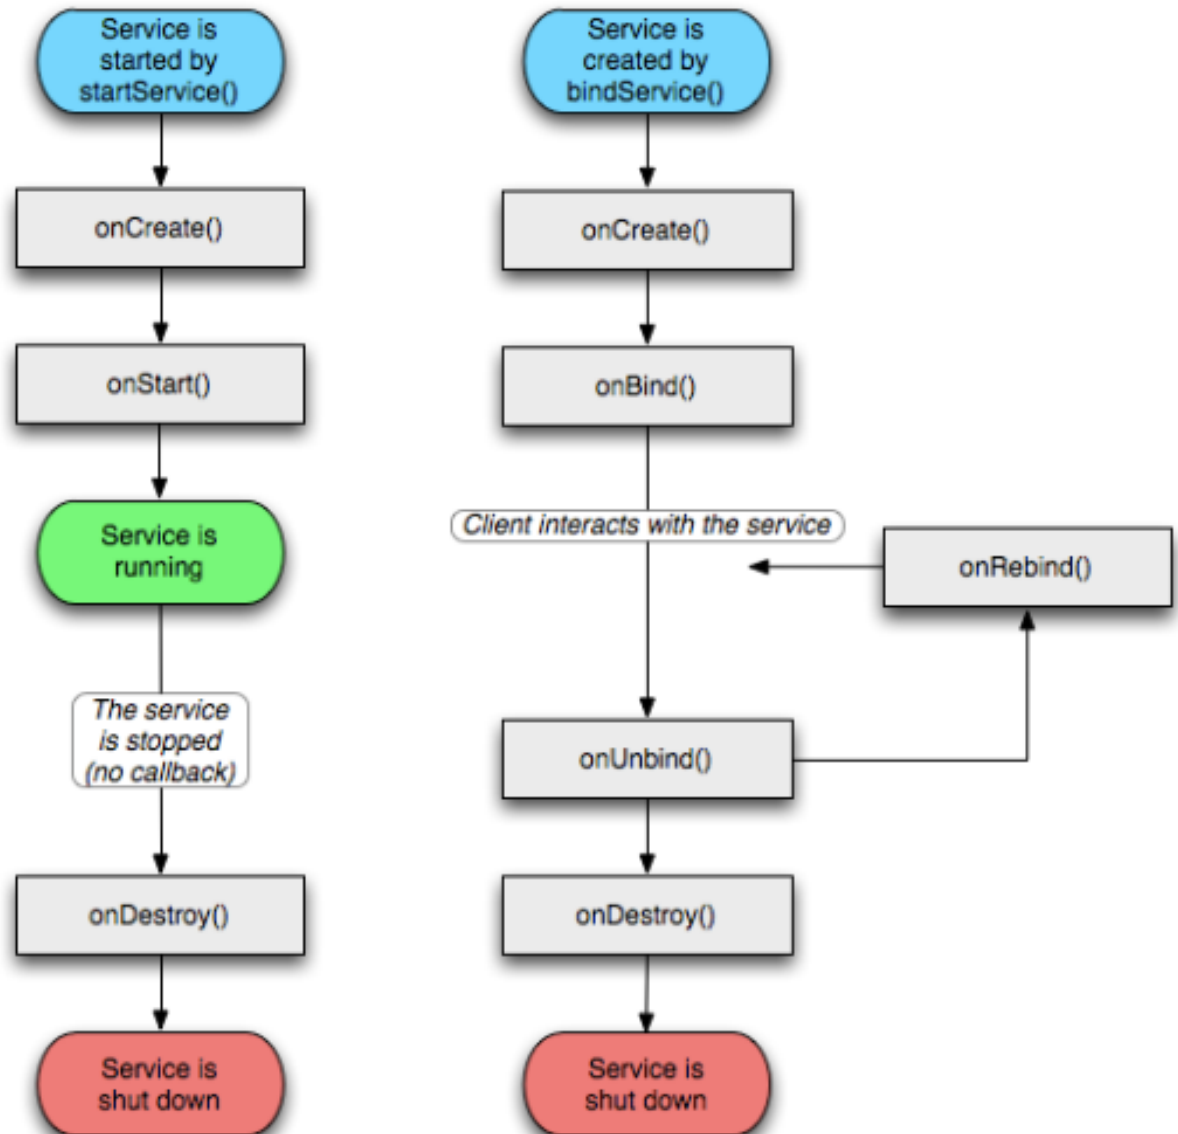 Service is
started by
startService()
onCreate()
onStart()
Service is
running
The service
is stopped
(no callback)
onDestroy()
Service is
shut down
Service is
created by
bindService()
onCreate()
onBind()
Client interacts with the service
onRebind()
onUnbind()
onDestroy()
Service is
shut down